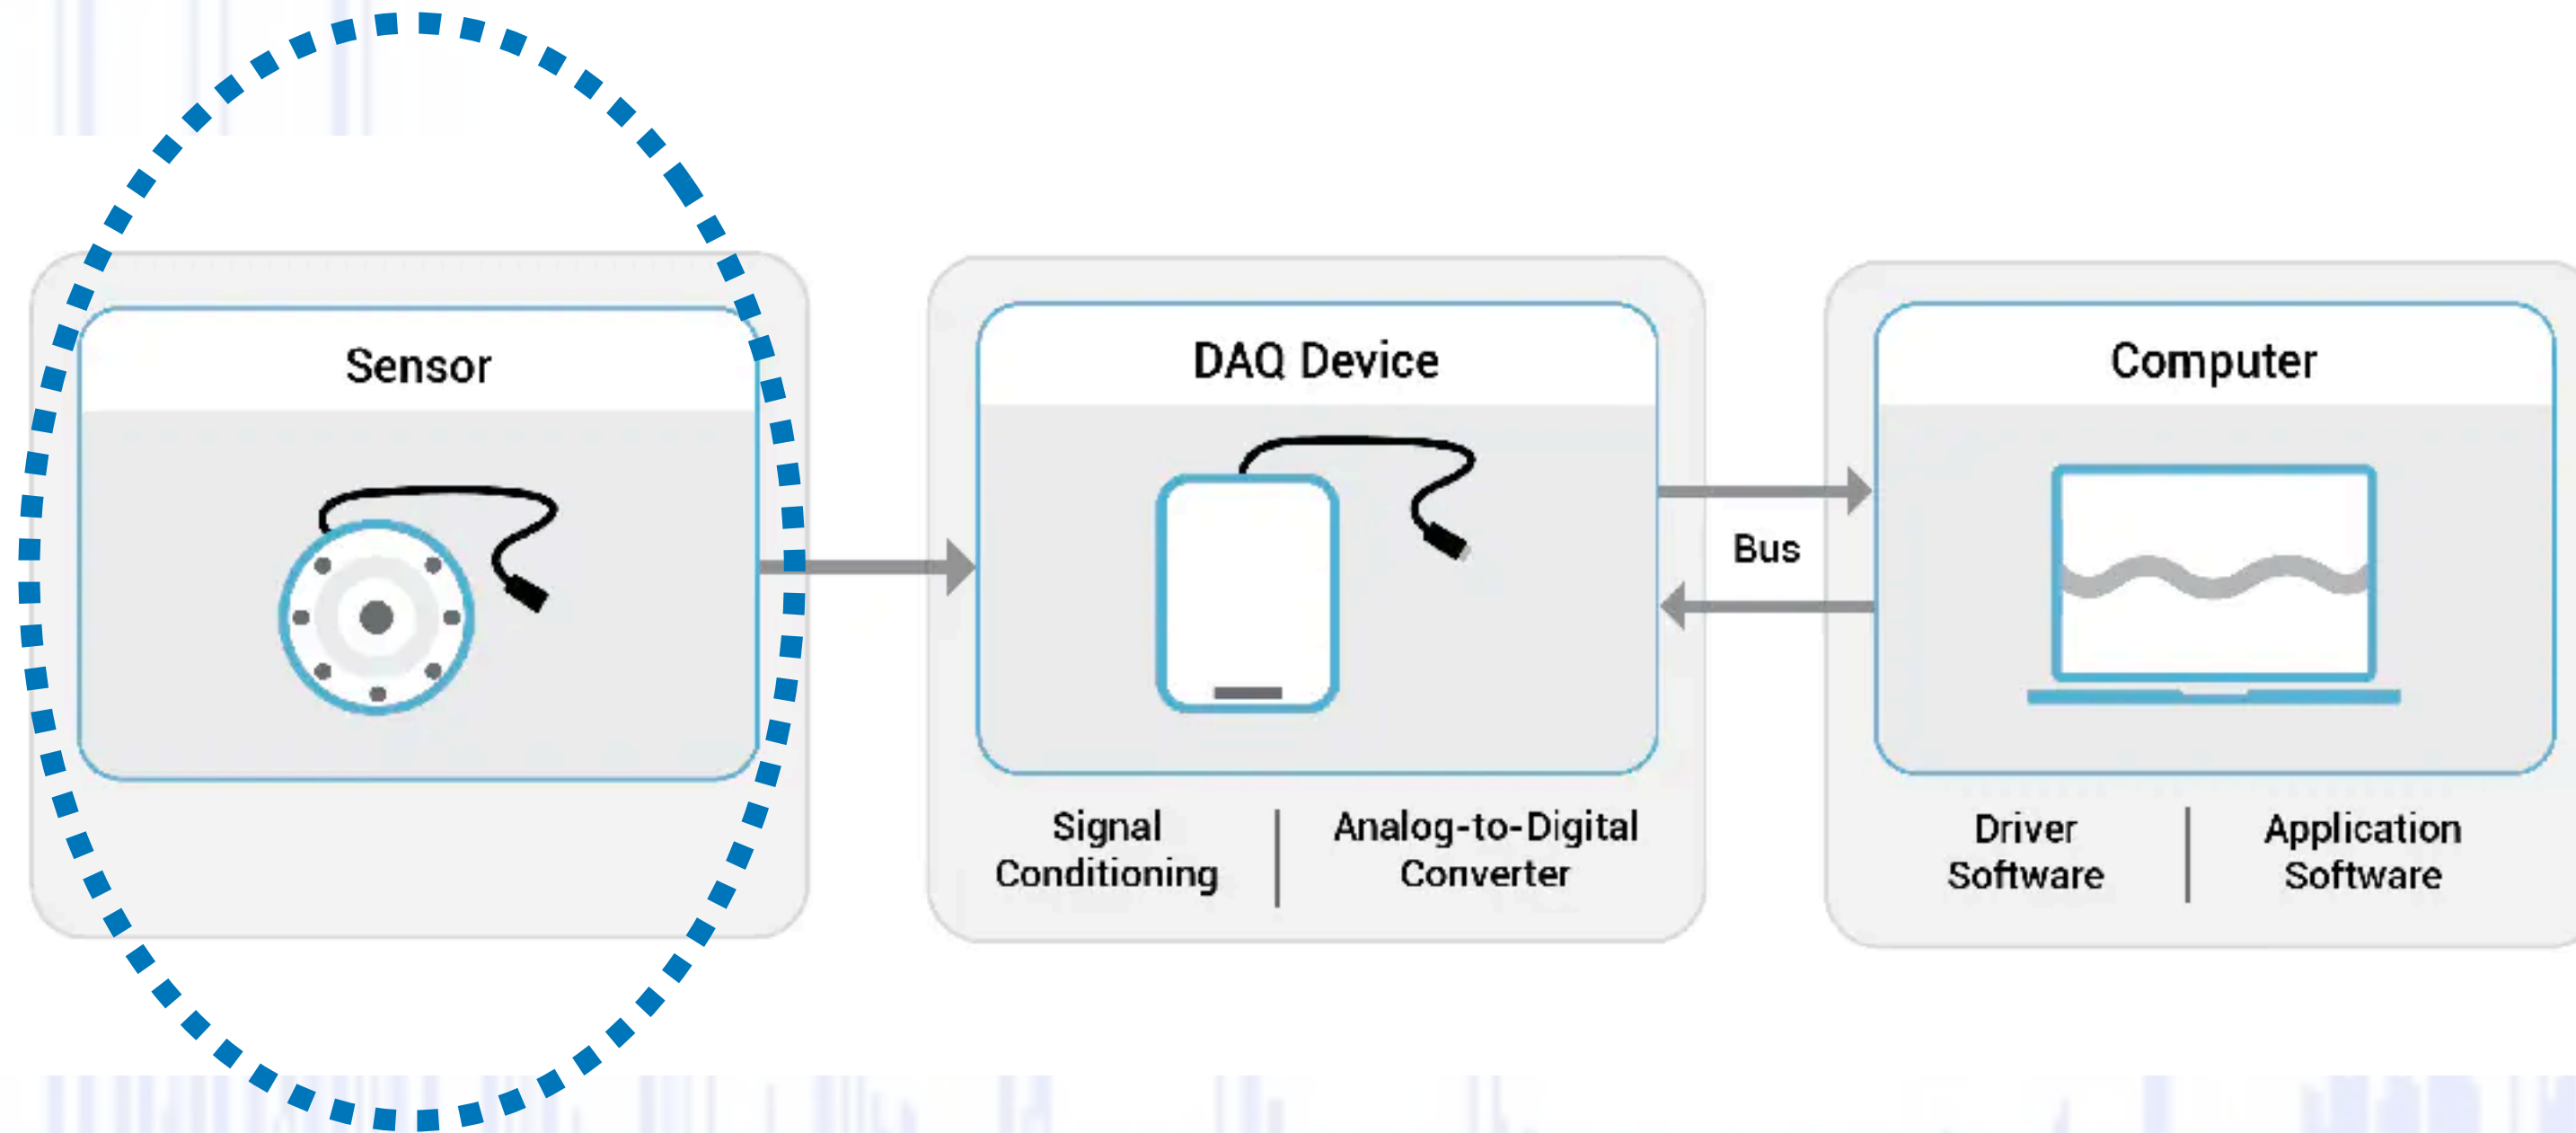 Sensor
DAQ Device
Signal
Conditioning
Analog-to-Digital
Converter
Bus
Computer
Driver
Software
Application
Software